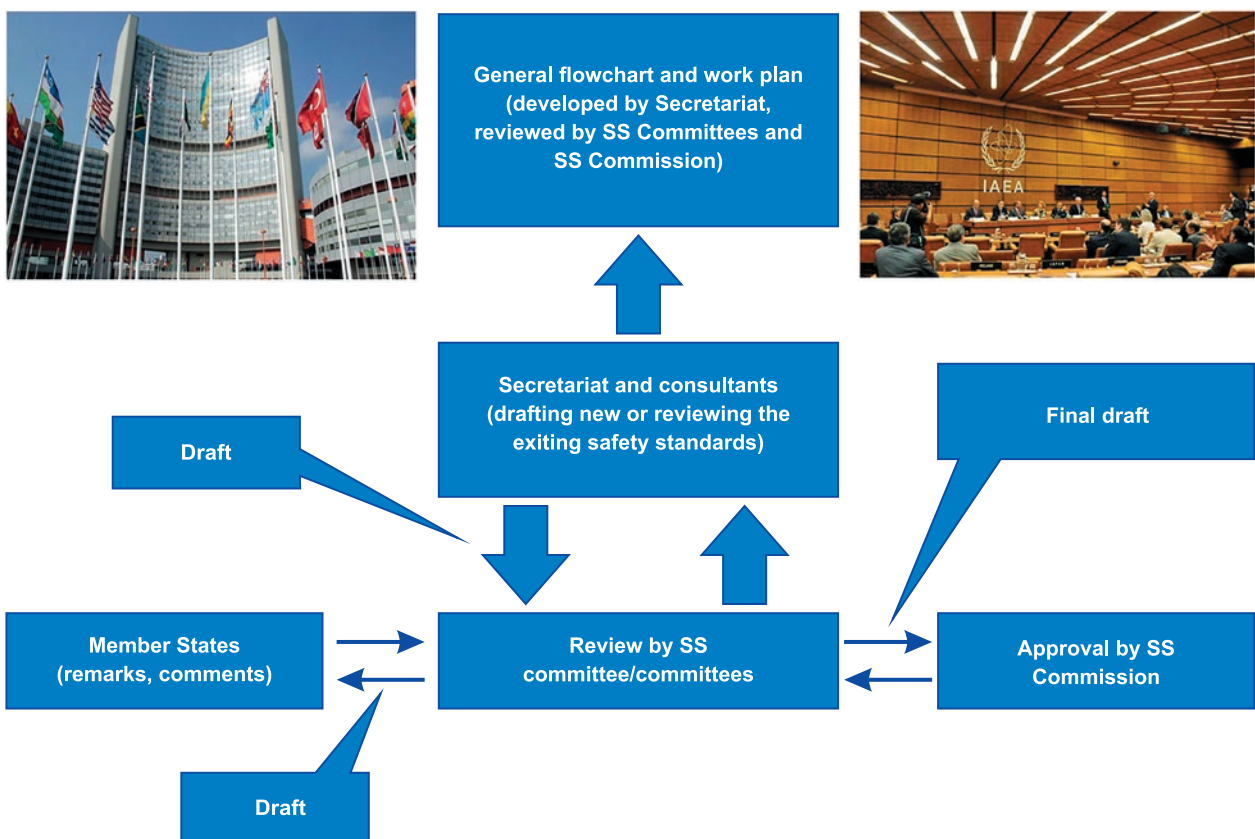 General flowchart and work plan
(developed by Secretariat,
reviewed by SS Committees and
SS Commission)
IAEA
Secretariat and consultants
(drafting new or reviewing the
exiting safety standards)
Final draft
Draft
Member States
(remarks, comments)
Review by SS
committee/committees
Approval by SS
Commission
Draft